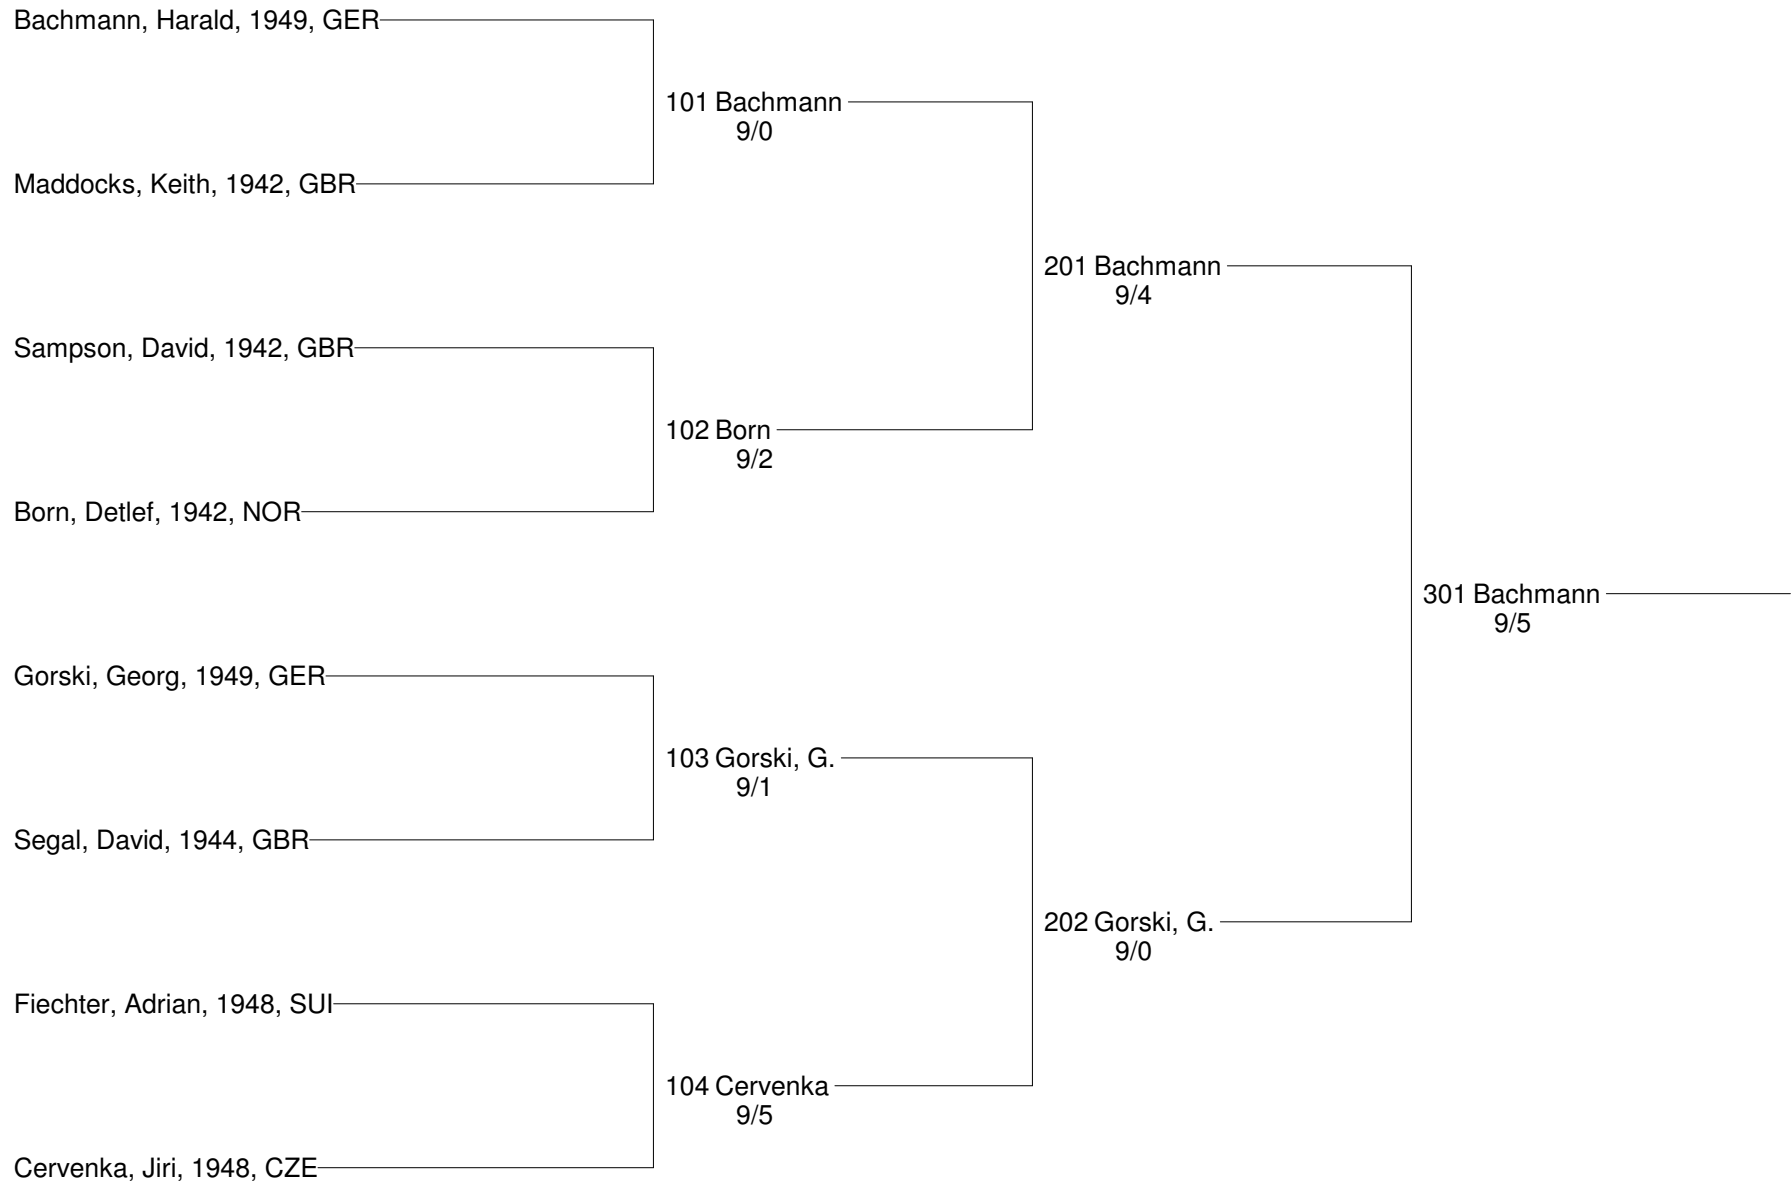 Bachmann, Harald, 1949, GER
101 Bachmann
9/0
Maddocks, Keith, 1942, GBR
201 Bachmann
9/4
Sampson, David, 1942, GBR
102 Born
9/2
Born, Detlef, 1942, NOR
301 Bachmann
9/5
Gorski, Georg, 1949, GER
103 Gorski, G.
9/1
Segal, David, 1944, GBR
202 Gorski, G.
9/0
Fiechter, Adrian, 1948, SUI
104 Cervenka
9/5
Cervenka, Jiri, 1948, CZE